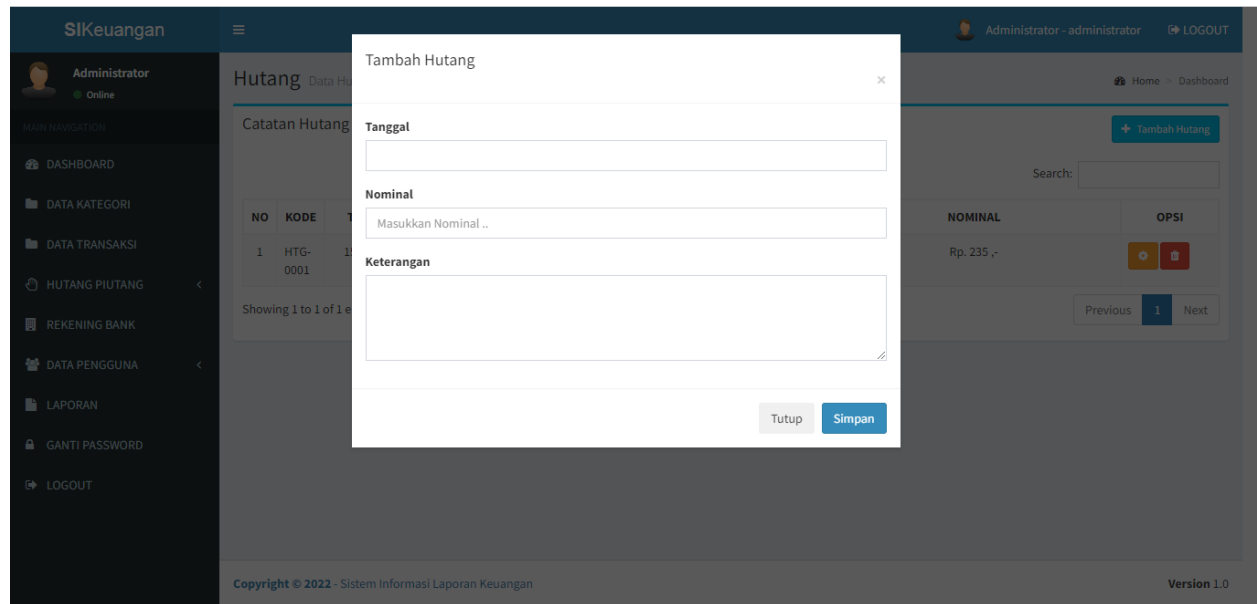 SIKeuangan
Administrator - administrator LOGOUT
Administrator
Online
MAIN NAVIGATION
DASHBOARD
DATA KATEGORI
DATA TRANSAKSI
HUTANG PIUTANG
REKENING BANK
DATA PENGGUNA
LAPORAN
GANTI PASSWORD
LOGOUT
Hutang Data Hu
Home > Dashboard
Catatan Hutang
+ Tambah Hutang
Search:
NO KODE T NOMINAL OPSI
1 HTG-0001 15 Rp. 235 ,-
Showing 1 to 1 of 1 e
Previous 1 Next
Tambah Hutang
×
Tanggal
Nominal
Masukkan Nominal ..
Keterangan
Tutup Simpan
Copyright © 2022 - Sistem Informasi Laporan Keuangan
Version 1.0